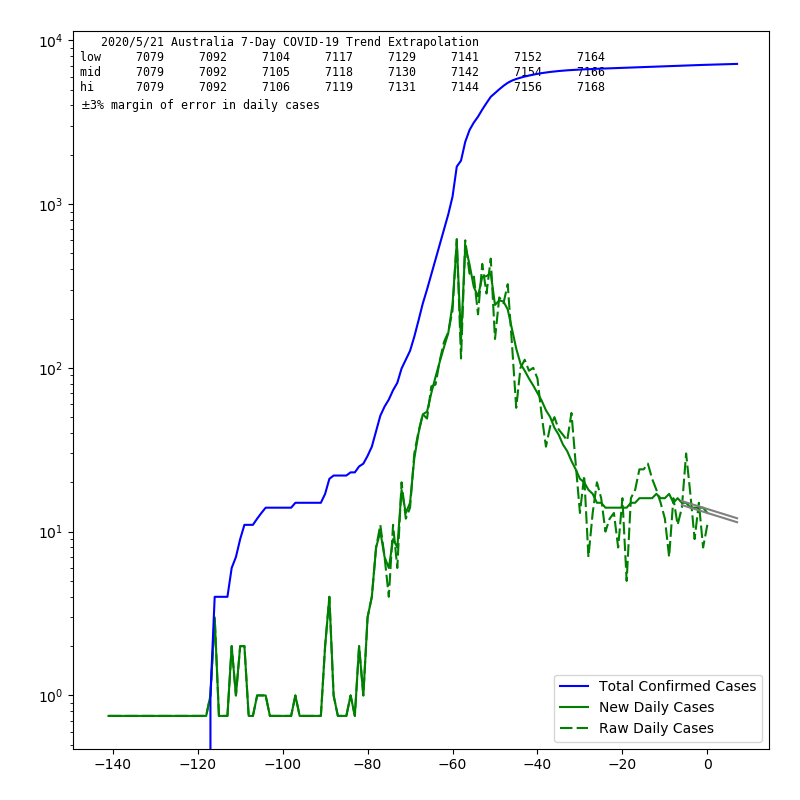 2020/5/21 Australia 7-Day COVID-19 Trend Extrapolation
low 7079 7092 7104 7117 7129 7141 7152 7164
mid 7079 7092 7105 7118 7130 7142 7154 7166
hi 7079 7092 7106 7119 7131 7144 7156 7168
±3% margin of error in daily cases
10⁴
10³
10²
10¹
10⁰
−140 −120 −100 −80 −60 −40 −20 0
Total Confirmed Cases
New Daily Cases
Raw Daily Cases